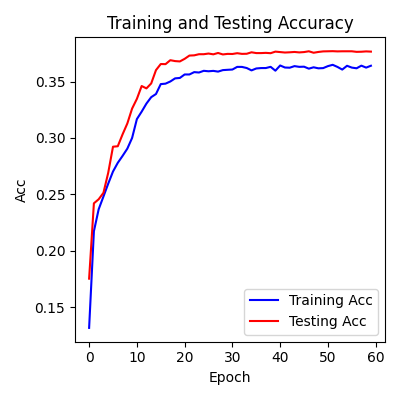 Training and Testing Accuracy
Acc
0.35
0.30
0.25
0.20
0.15
Training Acc
Testing Acc
0 10 20 30 40 50 60
Epoch